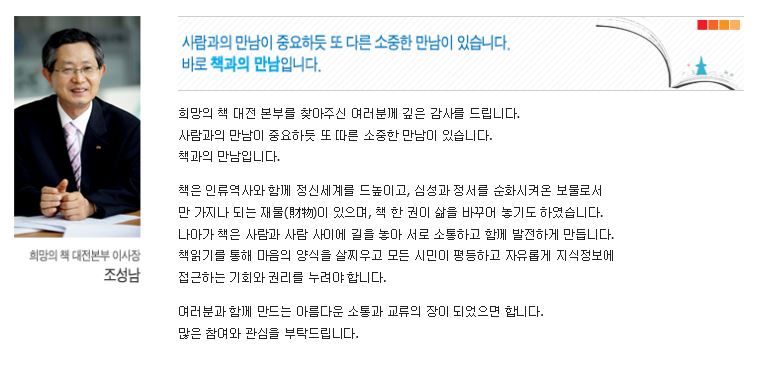 사람과의 만남이 중요하듯 또 다른 소중한 만남이 있습니다.
바로 책과의 만남입니다.
희망의 책 대전 본부를 찾아주신 여러분께 깊은 감사를 드립니다.
사람과의 만남이 중요하듯 또 따른 소중한 만남이 있습니다.
책과의 만남입니다.
책은 인류역사와 함께 정신세계를 드높이고, 심성과 정서를 순화시켜온 보물로서
만 가지나 되는 재물(財物)이 있으며, 책 한 권이 삶을 바꾸어 놓기도 하였습니다.
나아가 책은 사람과 사람 사이에 길을 놓아 서로 소통하고 함께 발전하게 만듭니다.
책읽기를 통해 마음의 양식을 살찌우고 모든 시민이 평등하고 자유롭게 지식정보에
접근하는 기회와 권리를 누려야 합니다.
여러분과 함께 만드는 아름다운 소통과 교류의 장이 되었으면 합니다.
많은 참여와 관심을 부탁드립니다.
희망의 책 대전본부 이사장
조성남